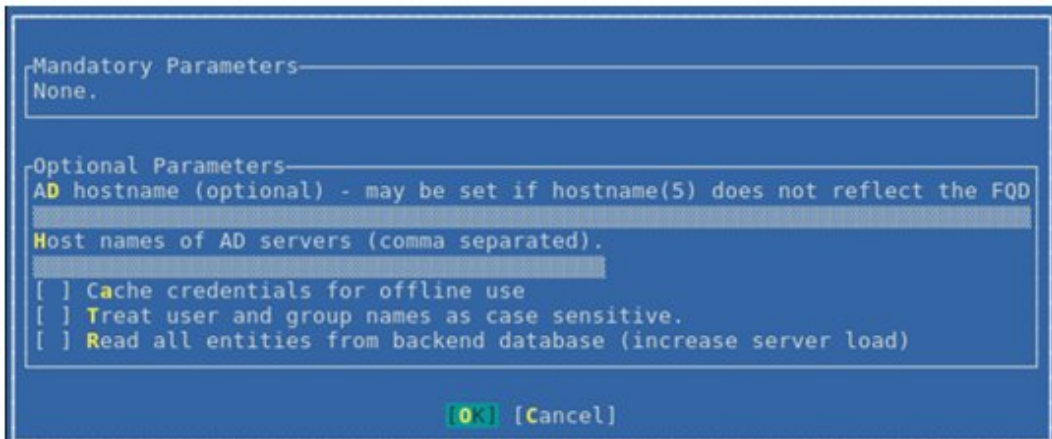 Mandatory Parameters
None.
Optional Parameters
AD hostname (optional) - may be set if hostname(5) does not reflect the FQD
Host names of AD servers (comma separated).
[ ] Cache credentials for offline use
[ ] Treat user and group names as case sensitive.
[ ] Read all entities from backend database (increase server load)
[OK] [Cancel]